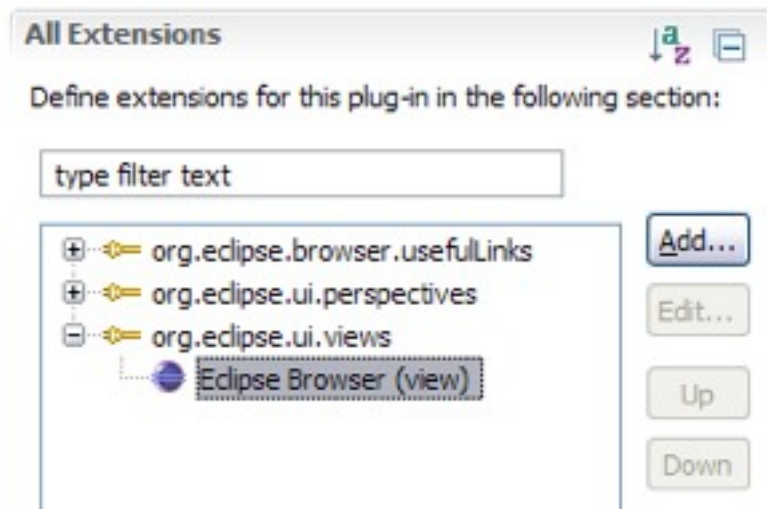 All Extensions
a
z
Define extensions for this plug-in in the following section:
type filter text
org.eclipse.browser.usefulLinks
Add...
org.eclipse.ui.perspectives
Edit...
org.eclipse.ui.views
Eclipse Browser (view)
Up
Down